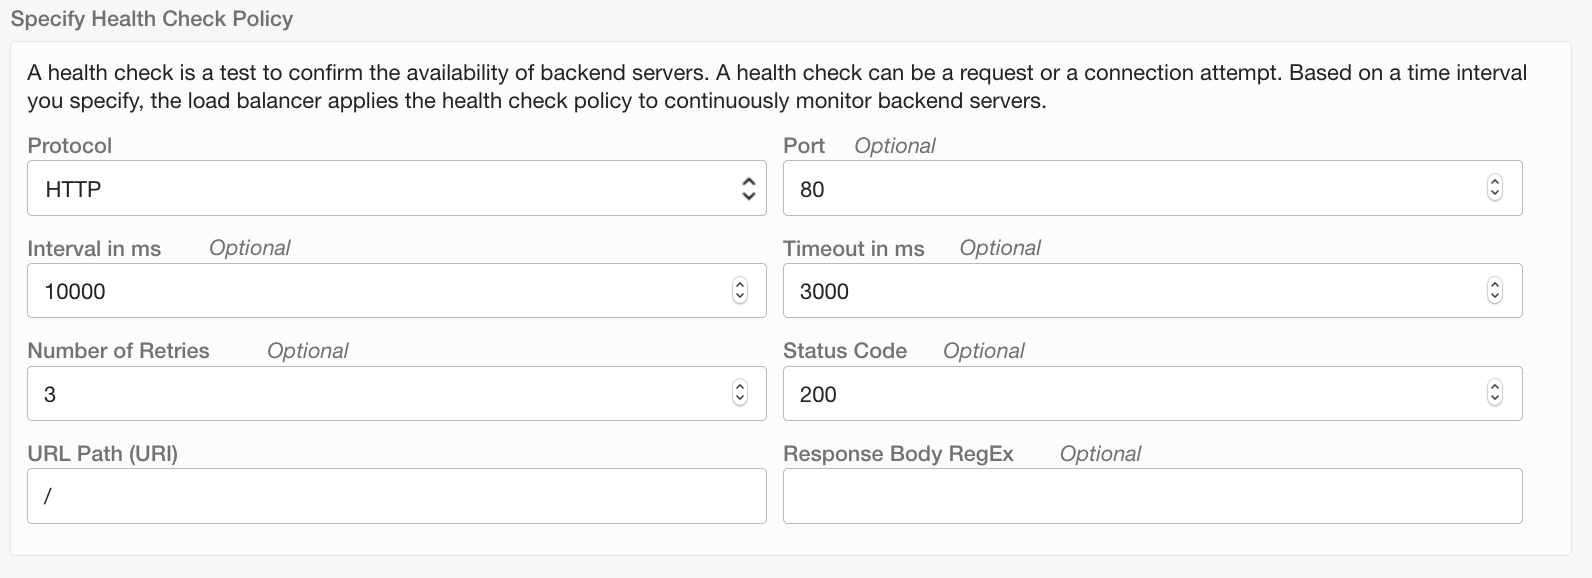 Specify Health Check Policy
A health check is a test to confirm the availability of backend servers. A health check can be a request or a connection attempt. Based on a time interval
you specify, the load balancer applies the health check policy to continuously monitor backend servers.
Protocol
HTTP
Port Optional
80
Interval in ms Optional
10000
Timeout in ms Optional
3000
Number of Retries Optional
3
Status Code Optional
200
URL Path (URI)
/
Response Body RegEx Optional